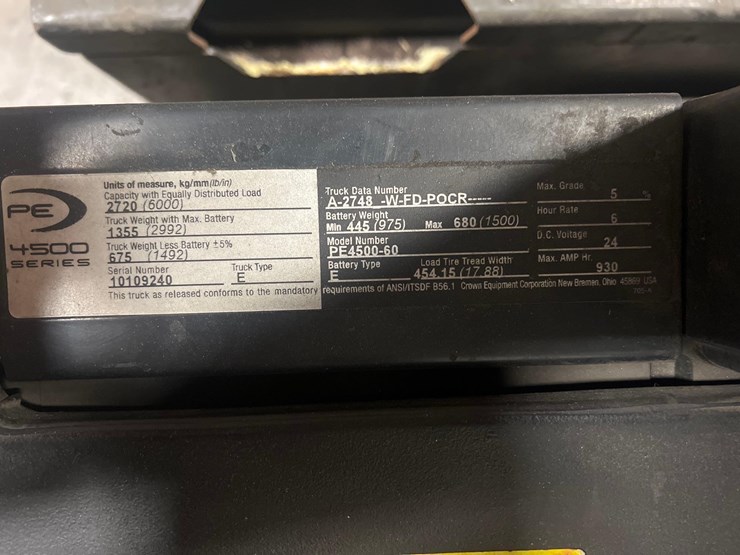 PE
4500
SERIES
Units of measure, kg/mm(lb/in)
Capacity with Equally Distributed Load
2720 (6000)
Truck Weight with Max. Battery
1355 (2992)
Truck Weight Less Battery ±5%
675 (1492)
Serial Number Truck Type
10109240 E
Truck Data Number
A-2748 -W-FD-POCR-----
Battery Weight
Min 445 (975) Max 680 (1500)
Model Number
PE4500-60
Battery Type Load Tire Tread Width
E 454.15 (17.88)
Max. Grade 5 %
Hour Rate 6
D.C. Voltage 24
Max. AMP Hr. 930
This truck as released conforms to the mandatory requirements of ANSI/ITSDF B56.1 Crown Equipment Corporation New Bremen, Ohio 45869 USA